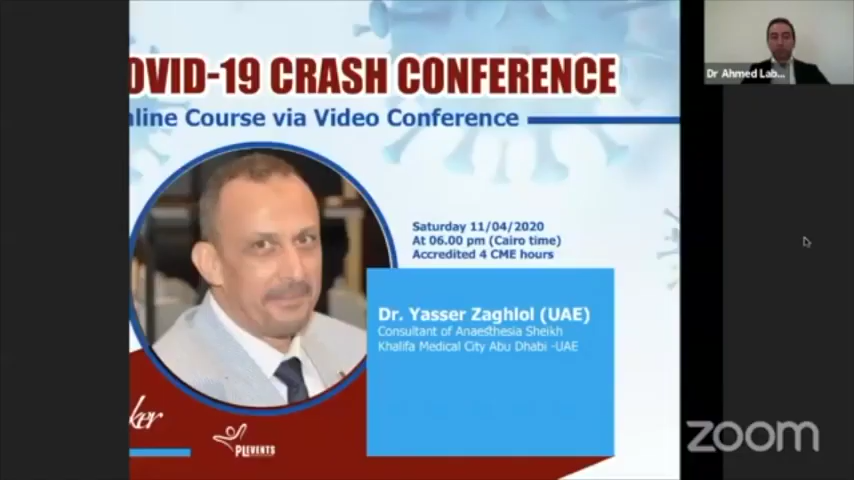 OVID-19 CRASH CONFERENCE
nline Course via Video Conference
Dr Ahmed Lab...
Saturday 11/04/2020
At 06.00 pm (Cairo time)
Accredited 4 CME hours
Dr. Yasser Zaghlol (UAE)
Consultant of Anaesthesia Sheikh
Khalifa Medical City Abu Dhabi -UAE
ker
PLEVENTS
zoom